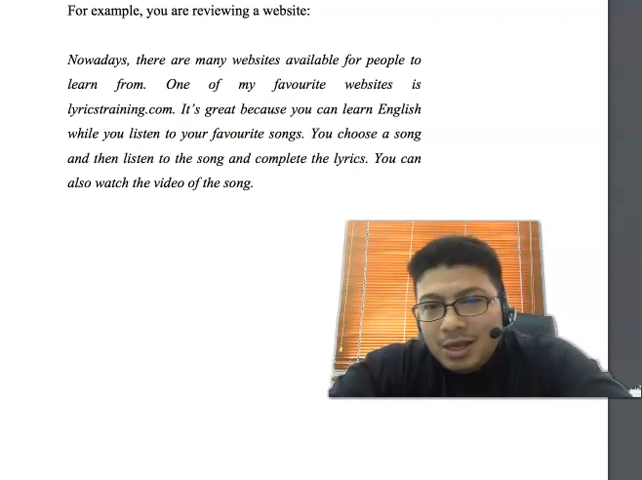 For example, you are reviewing a website:
Nowadays, there are many websites available for people to
learn from. One of my favourite websites is
lyricstraining.com. It's great because you can learn English
while you listen to your favourite songs. You choose a song
and then listen to the song and complete the lyrics. You can
also watch the video of the song.